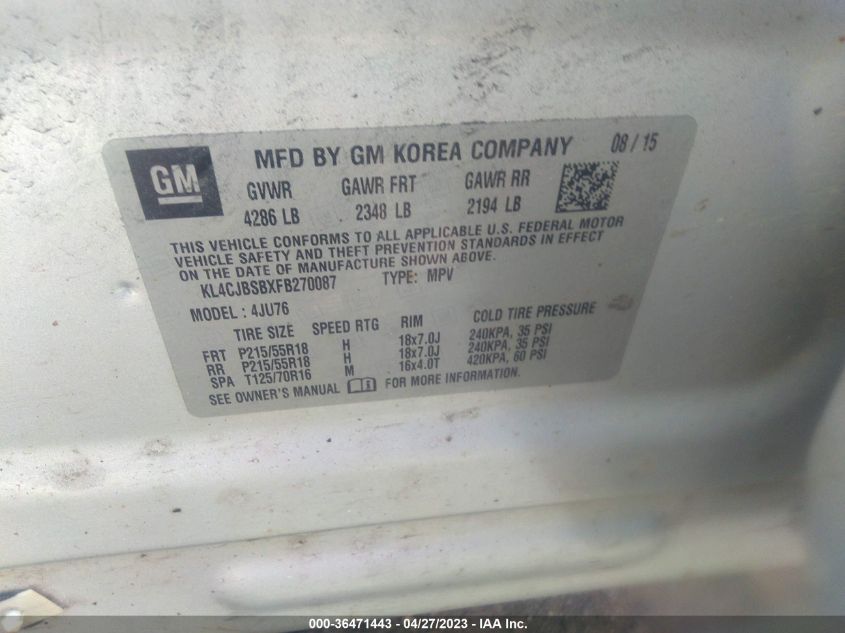 GM
MFD BY GM KOREA COMPANY 08 / 15
GVWR GAWR FRT GAWR RR
4286 LB 2348 LB 2194 LB
THIS VEHICLE CONFORMS TO ALL APPLICABLE U.S. FEDERAL MOTOR
VEHICLE SAFETY AND THEFT PREVENTION STANDARDS IN EFFECT
ON THE DATE OF MANUFACTURE SHOWN ABOVE.
KL4CJBSBXFB270087 TYPE: MPV
MODEL : 4JU76
TIRE SIZE SPEED RTG RIM COLD TIRE PRESSURE
FRT P215/55R18 H 18x7.0J 240KPA, 35 PSI
RR P215/55R18 H 18x7.0J 240KPA, 35 PSI
SPA T125/70R16 M 16x4.0T 420KPA, 60 PSI
SEE OWNER'S MANUAL FOR MORE INFORMATION.
000-36471443 - 04/27/2023 - IAA Inc.